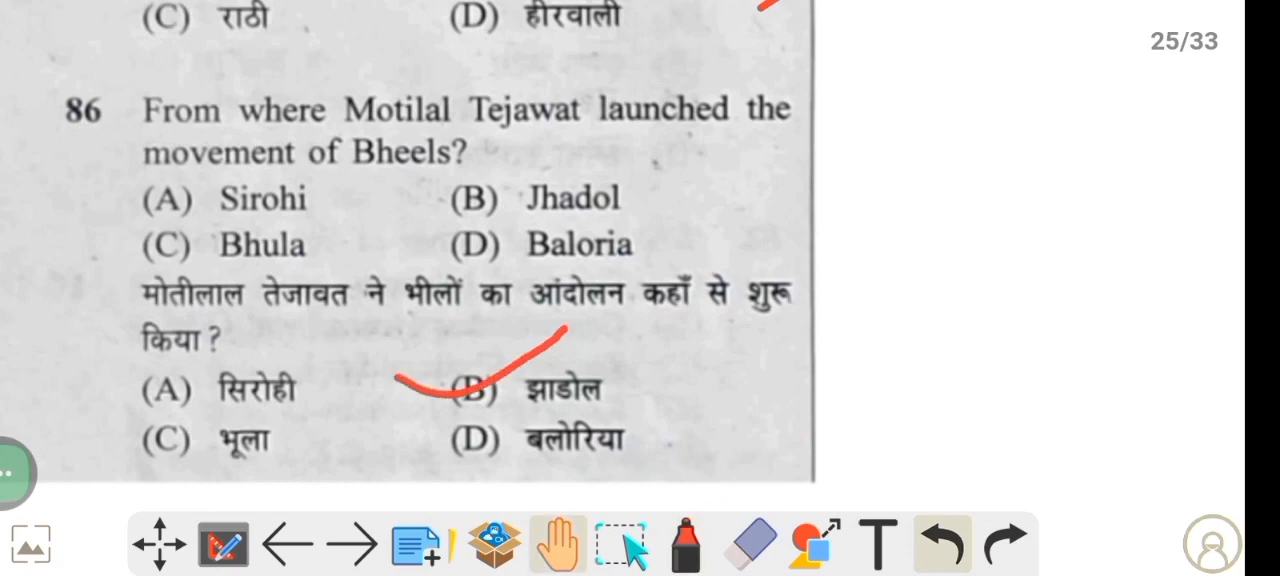 (C) राठी (D) हीरवाली
25/33
86 From where Motilal Tejawat launched the
movement of Bheels?
(A) Sirohi (B) Jhadol
(C) Bhula (D) Baloria
मोतीलाल तेजावत ने भीलों का आंदोलन कहाँ से शुरू
किया ?
(A) सिरोही (B) झाडोल
(C) भूला (D) बलोरिया
T